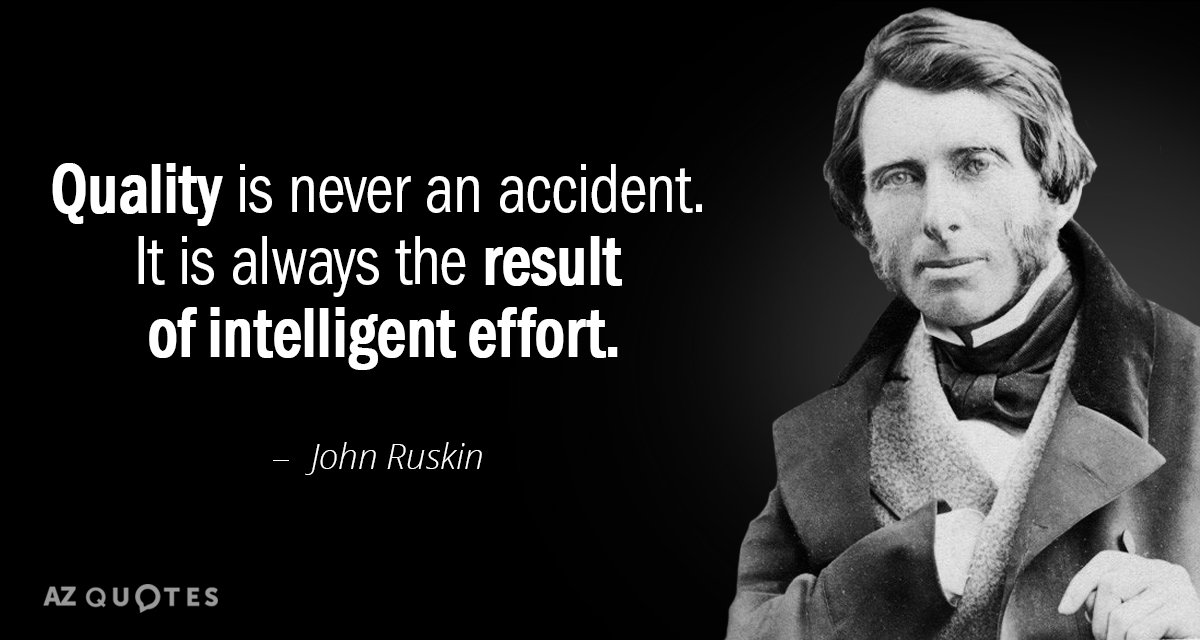 Quality is never an accident.
It is always the result
of intelligent effort.
– John Ruskin
AZ QUOTES